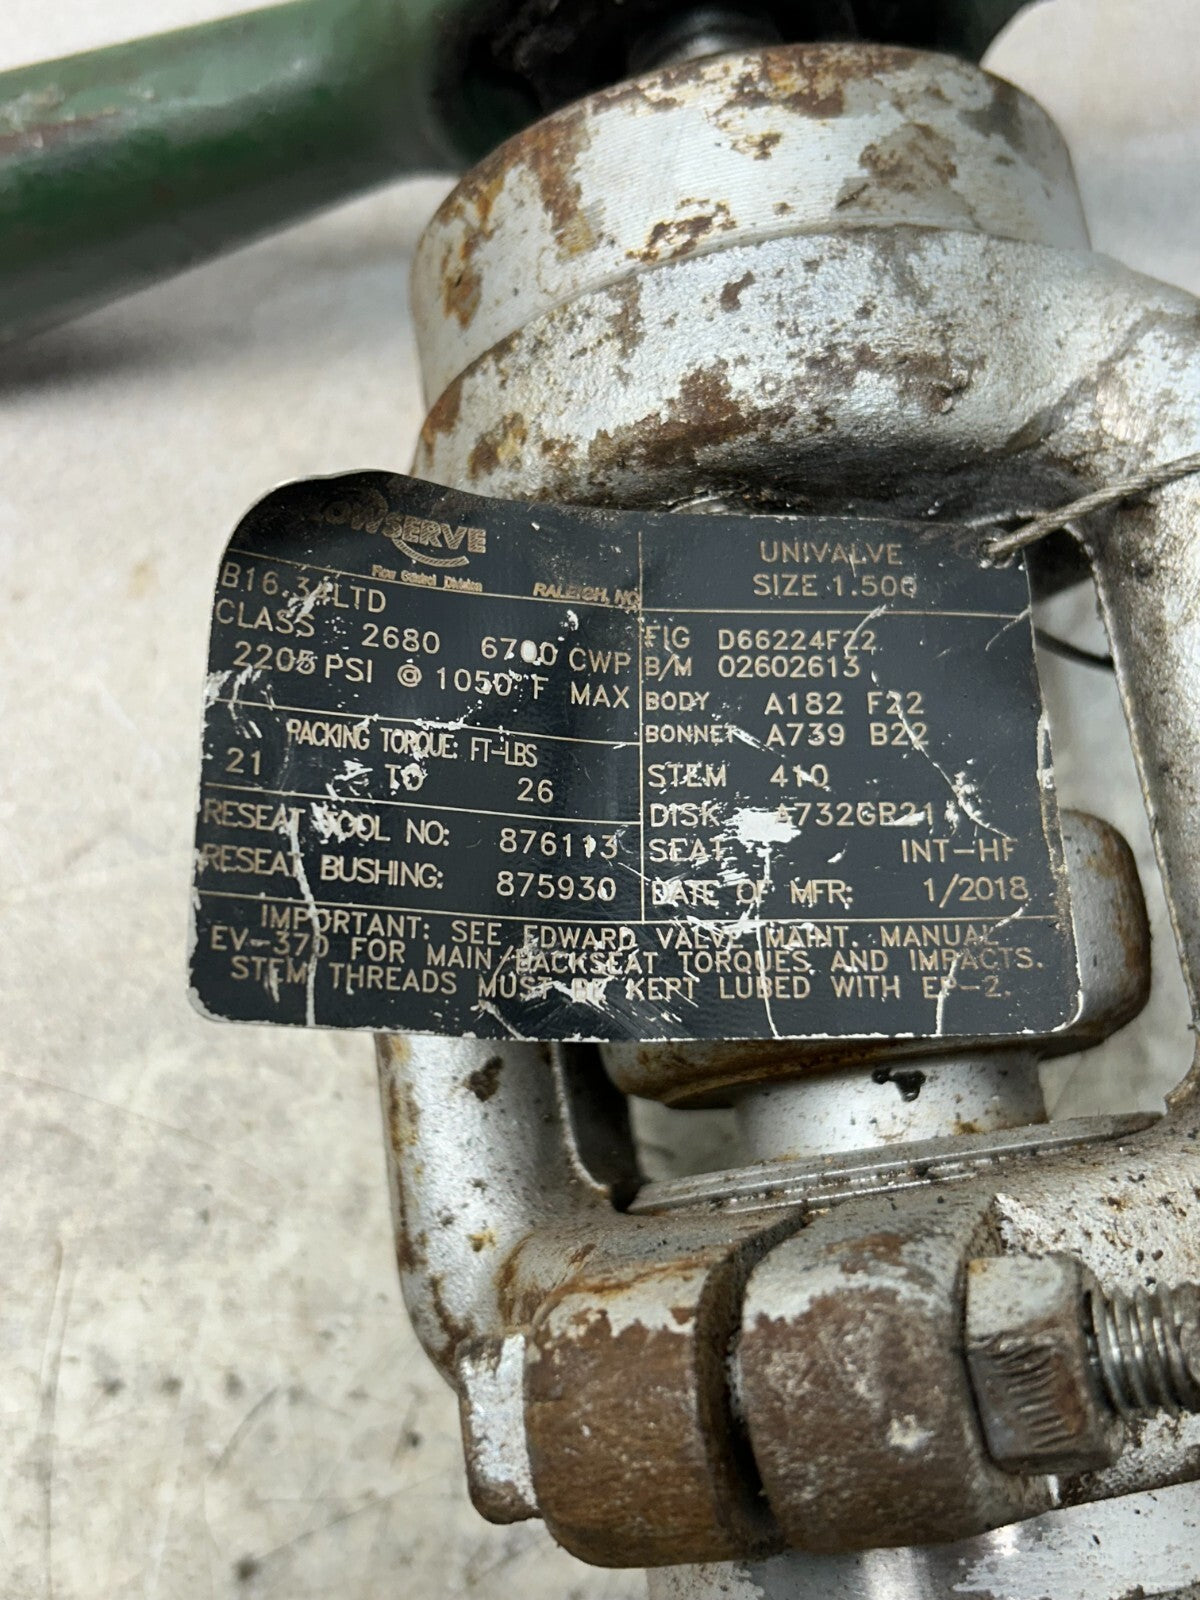 FLOWSERVE
Flow Control Division RALEIGH, NC
B16.34LTD
CLASS 2680 6700 CWP
2205 PSI @ 1050°F MAX
PACKING TORQUE: FT-LBS
21 TO 26
RESEAT TOOL NO: 876113
RESEAT BUSHING: 875930
UNIVALVE
SIZE 1.500
FIG D66224F22
B/M 02602613
BODY A182 F22
BONNET A739 B22
STEM 410
DISK A732GR21
SEAT INT-HF
DATE OF MFR: 1/2018
IMPORTANT: SEE EDWARD VALVE MAINT. MANUAL
EV-370 FOR MAIN/BACKSEAT TORQUES AND IMPACTS.
STEM THREADS MUST BE KEPT LUBED WITH EP-2.